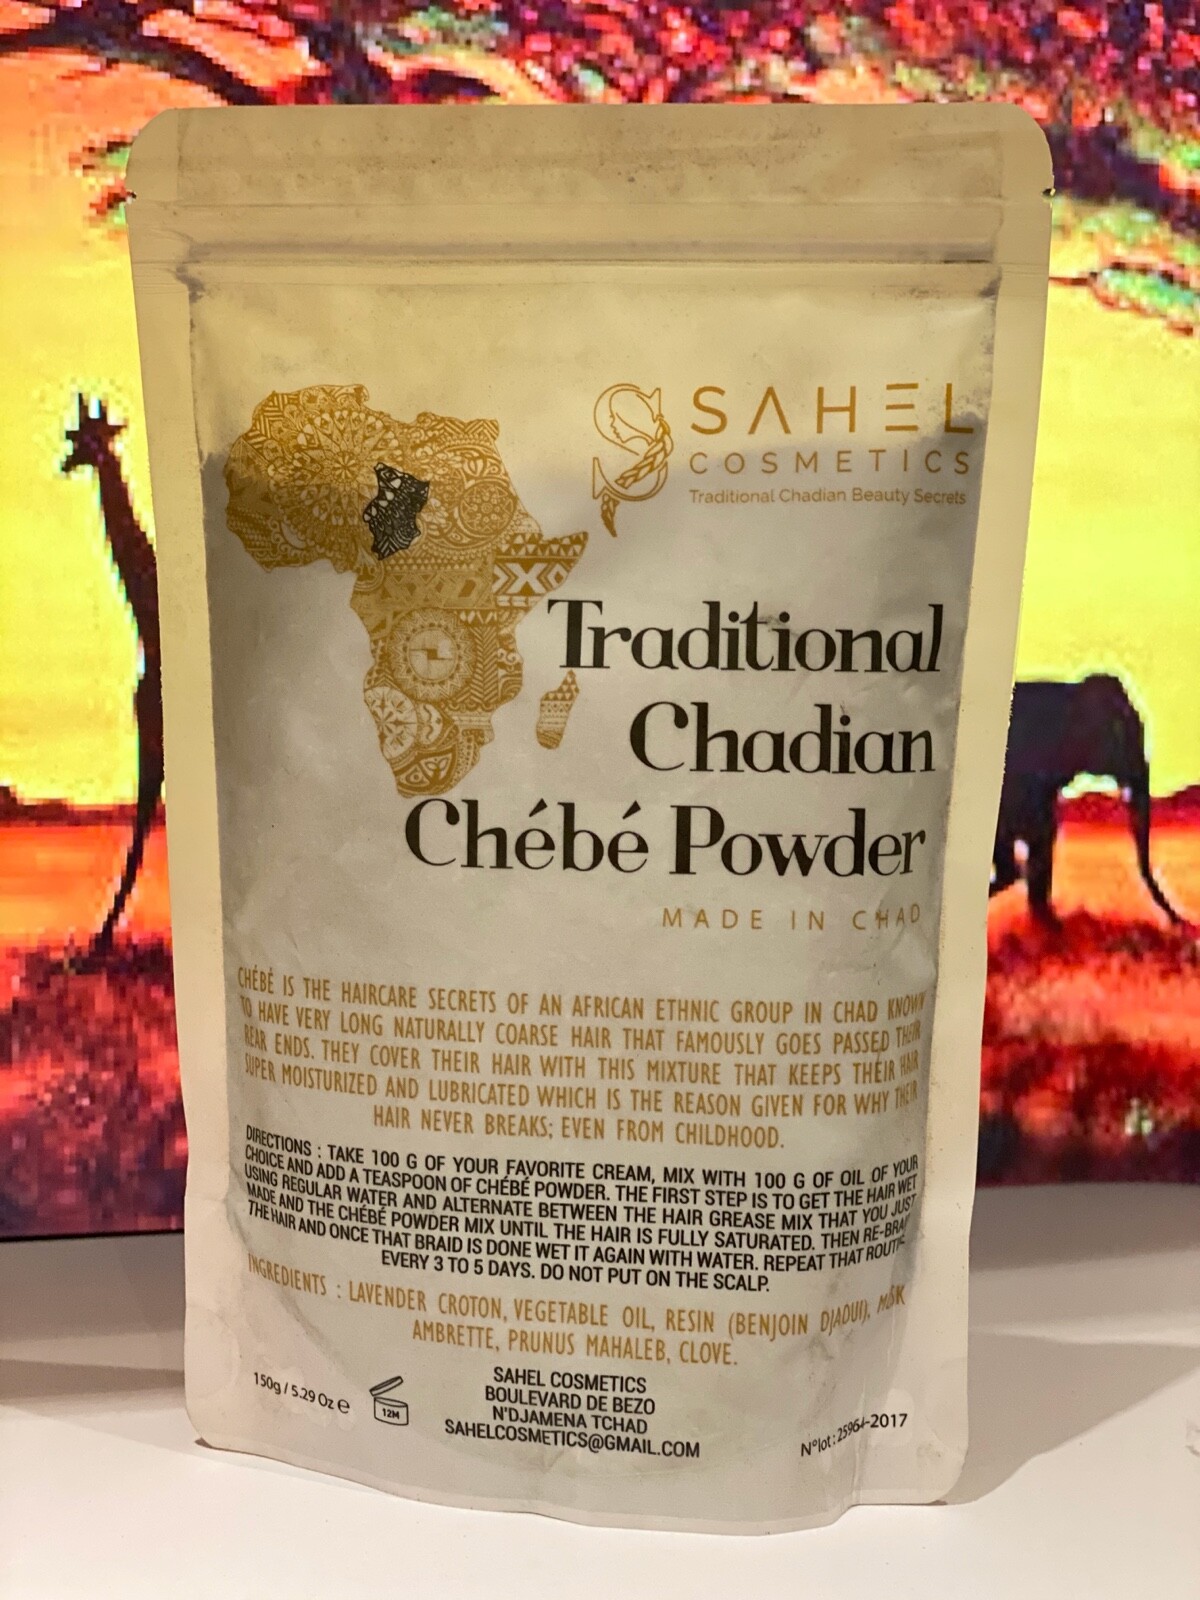 SAHEL
COSMETICS
Traditional Chadian Beauty Secrets
Traditional
Chadian
Chébé Powder
MADE IN CHAD
CHÉBÉ IS THE HAIRCARE SECRETS OF AN AFRICAN ETHNIC GROUP IN CHAD KNOWN
TO HAVE VERY LONG NATURALLY COARSE HAIR THAT FAMOUSLY GOES PASSED THEIR
REAR ENDS. THEY COVER THEIR HAIR WITH THIS MIXTURE THAT KEEPS THEIR HAIR
SUPER MOISTURIZED AND LUBRICATED WHICH IS THE REASON GIVEN FOR WHY THEIR
HAIR NEVER BREAKS; EVEN FROM CHILDHOOD.
DIRECTIONS : TAKE 100 G OF YOUR FAVORITE CREAM, MIX WITH 100 G OF OIL OF YOUR
CHOICE AND ADD A TEASPOON OF CHÉBÉ POWDER. THE FIRST STEP IS TO GET THE HAIR WET
USING REGULAR WATER AND ALTERNATE BETWEEN THE HAIR GREASE MIX THAT YOU JUST
MADE AND THE CHÉBÉ POWDER MIX UNTIL THE HAIR IS FULLY SATURATED. THEN RE-BRAID
THE HAIR AND ONCE THAT BRAID IS DONE WET IT AGAIN WITH WATER. REPEAT THAT ROUTINE
EVERY 3 TO 5 DAYS. DO NOT PUT ON THE SCALP.
INGREDIENTS : LAVENDER CROTON, VEGETABLE OIL, RESIN (BENJOIN DJAOUI),
AMBRETTE, PRUNUS MAHALEB, CLOVE.
150g / 5.29 Oz e
12M
SAHEL COSMETICS
BOULEVARD DE BEZO
N'DJAMENA TCHAD
SAHELCOSMETICS@GMAIL.COM
N°lot : 25964-2017